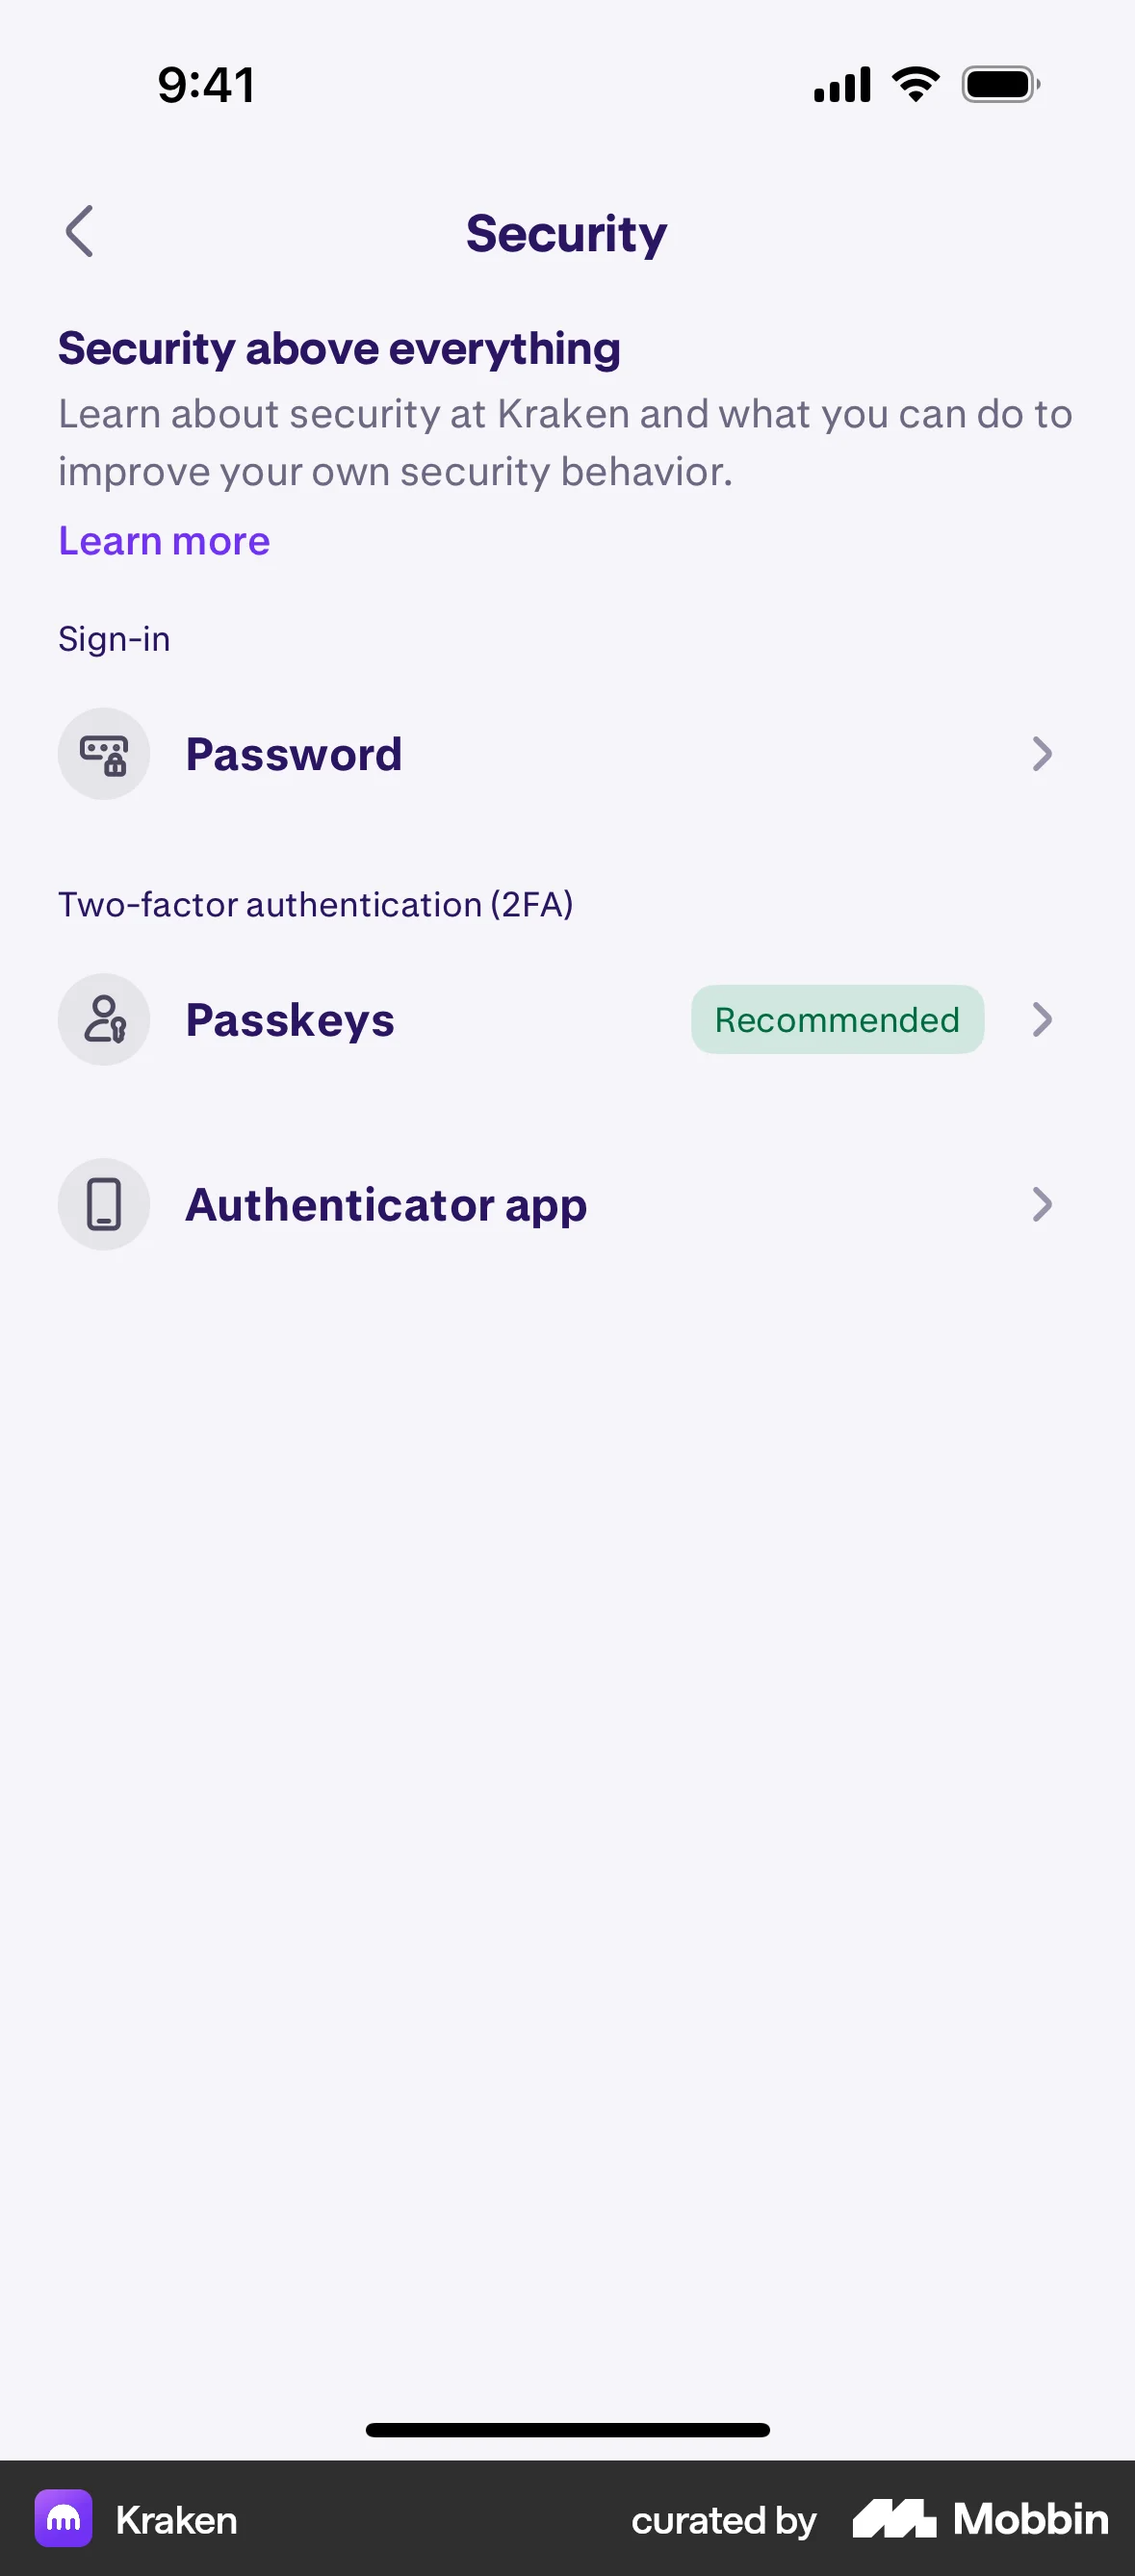 9:41
Security
Security above everything
Learn about security at Kraken and what you can do to
improve your own security behavior.
Learn more
Sign-in
Password
Two-factor authentication (2FA)
Passkeys
Recommended
Authenticator app
Kraken
curated by
Mobbin